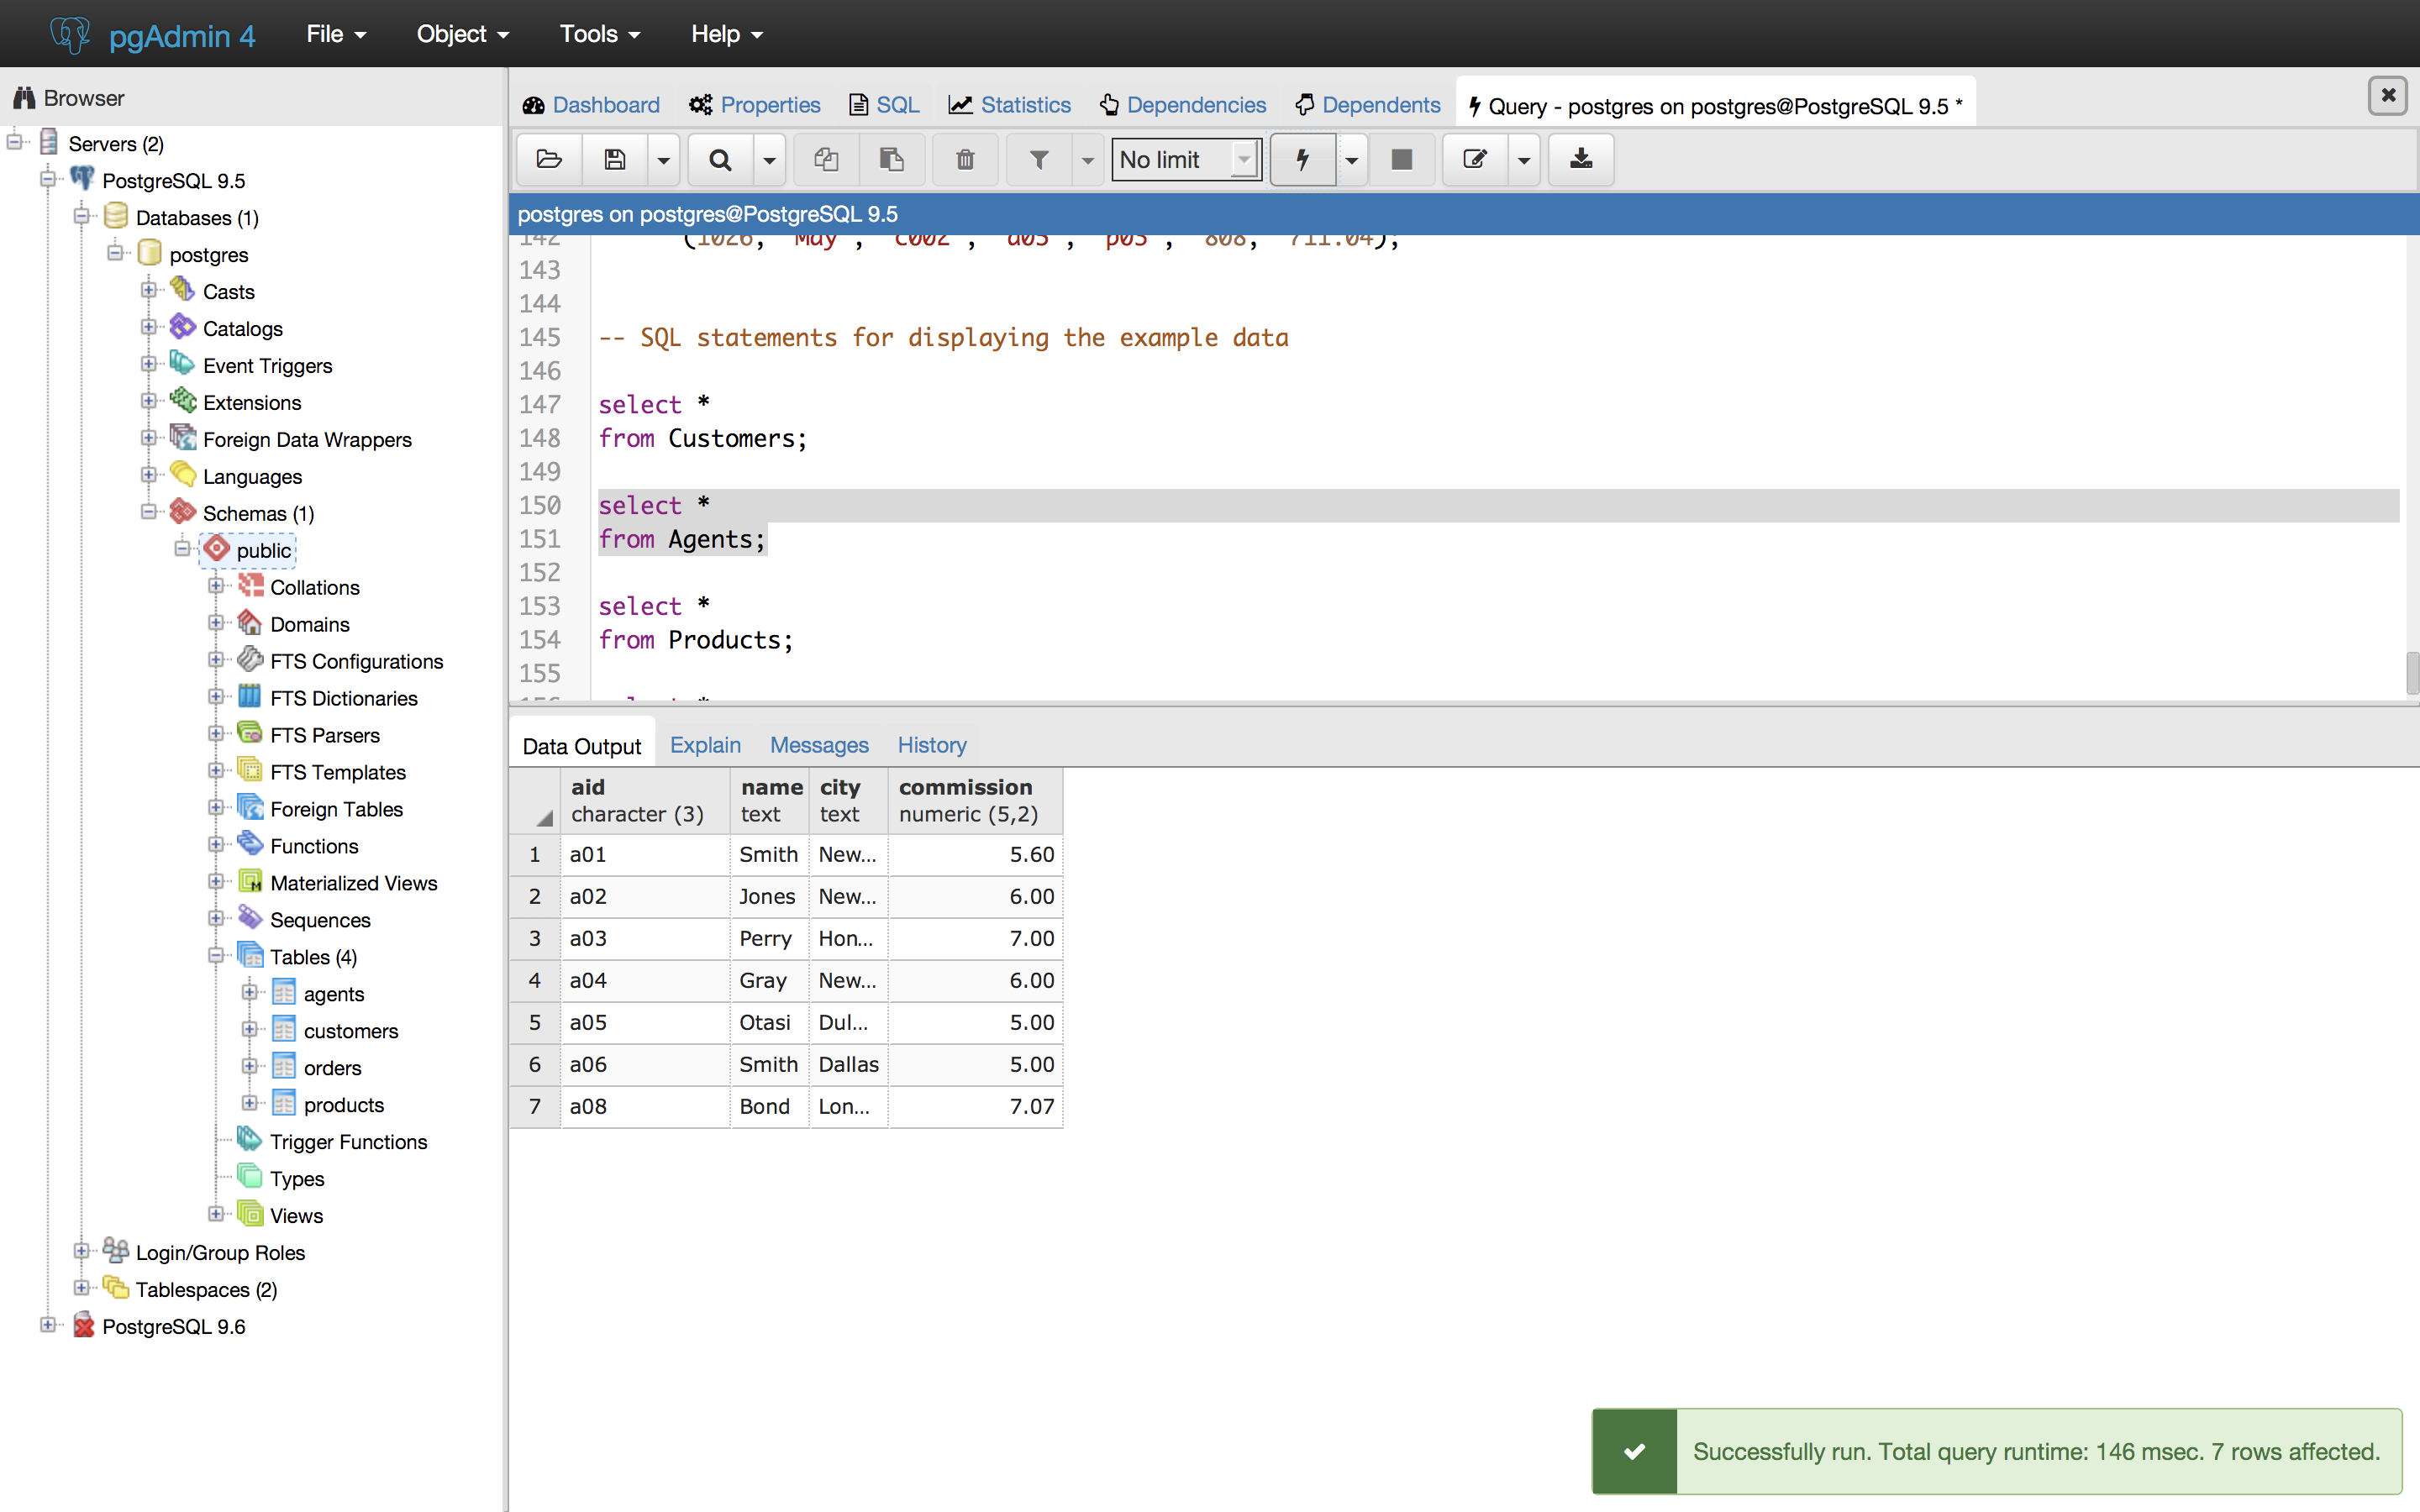 pgAdmin 4 File Object Tools Help
Browser
Servers (2)
PostgreSQL 9.5
Databases (1)
postgres
Casts
Catalogs
Event Triggers
Extensions
Foreign Data Wrappers
Languages
Schemas (1)
public
Collations
Domains
FTS Configurations
FTS Dictionaries
FTS Parsers
FTS Templates
Foreign Tables
Functions
Materialized Views
Sequences
Tables (4)
agents
customers
orders
products
Trigger Functions
Types
Views
Login/Group Roles
Tablespaces (2)
PostgreSQL 9.6
Dashboard Properties SQL Statistics Dependencies Dependents Query - postgres on postgres@PostgreSQL 9.5 *
No limit
postgres on postgres@PostgreSQL 9.5
142 (1026, 'May', 'c002', 'a05', 'p03', 808, 711.04);
143
144
145 -- SQL statements for displaying the example data
146
147 select *
148 from Customers;
149
150 select *
151 from Agents;
152
153 select *
154 from Products;
155
Data Output Explain Messages History
aid name city commission
character (3) text text numeric (5,2)
1 a01 Smith New... 5.60
2 a02 Jones New... 6.00
3 a03 Perry Hon... 7.00
4 a04 Gray New... 6.00
5 a05 Otasi Dul... 5.00
6 a06 Smith Dallas 5.00
7 a08 Bond Lon... 7.07
Successfully run. Total query runtime: 146 msec. 7 rows affected.